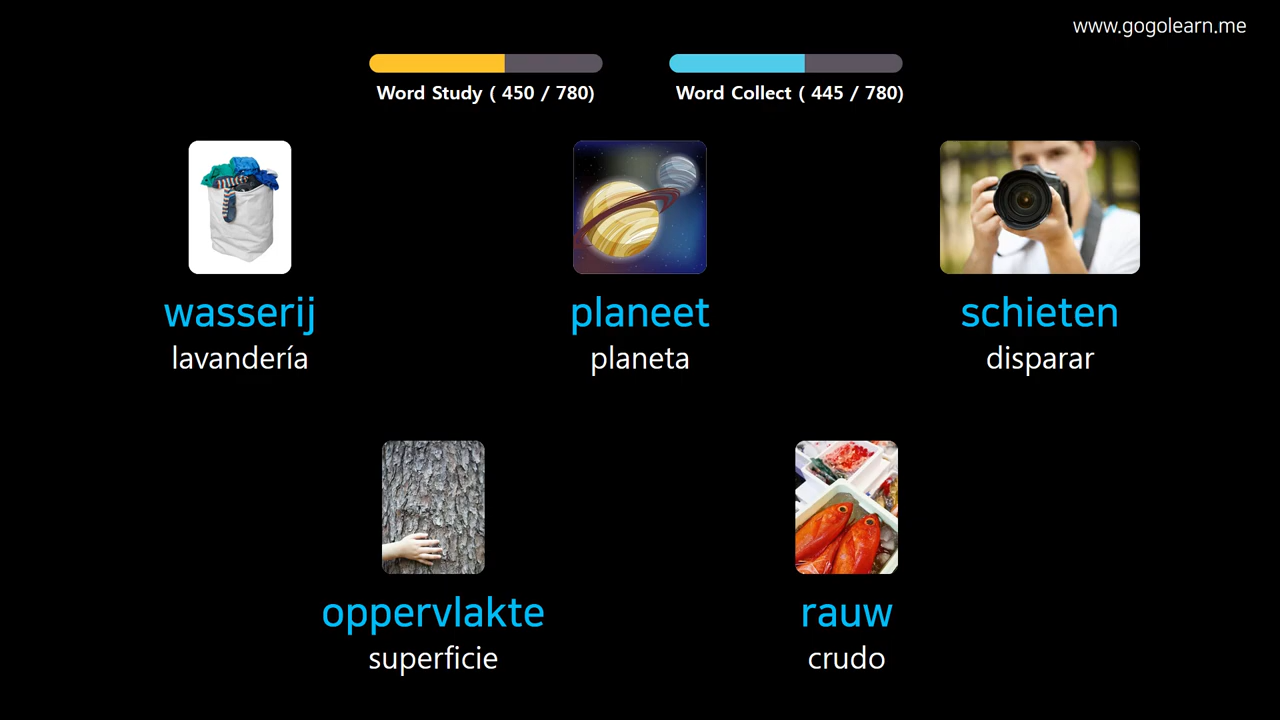 www.gogolearn.me
Word Study ( 450 / 780)
Word Collect ( 445 / 780)
wasserij
lavandería
planeet
planeta
schieten
disparar
oppervlakte
superficie
rauw
crudo